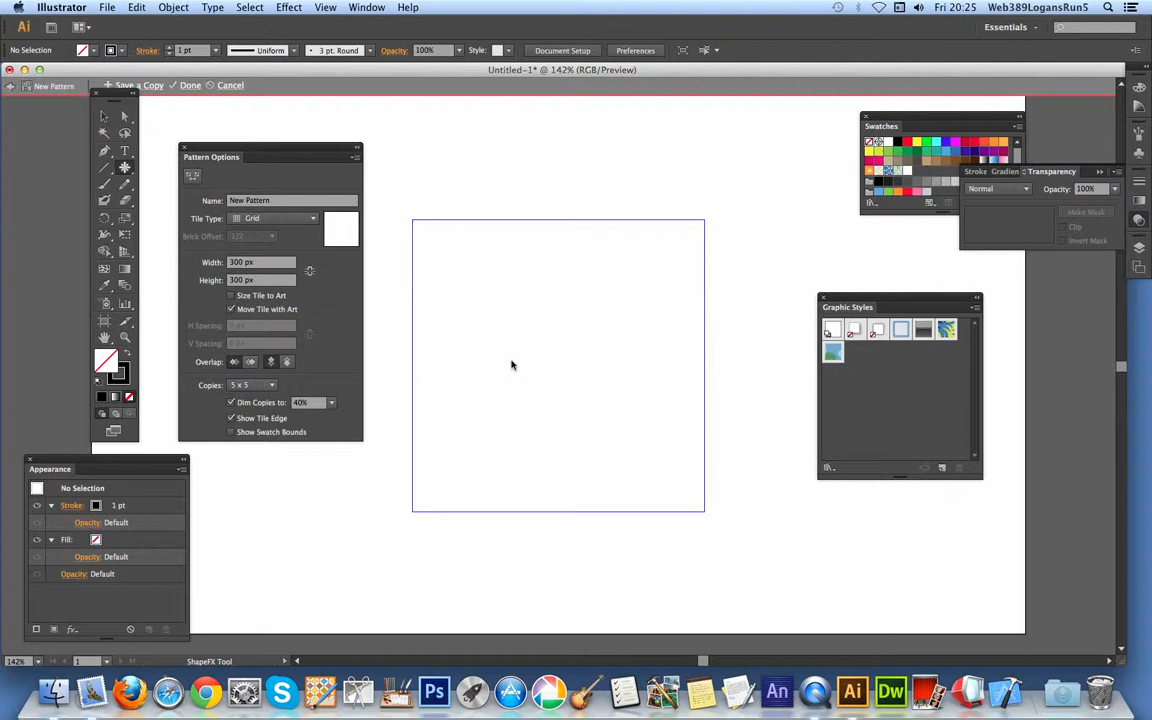 Illustrator File Edit Object Type Select Effect View Window Help Fri 20:25 Web389LogansRun5
Ai Essentials
No Selection Stroke: 1 pt Uniform 3 pt. Round Opacity: 100% Style: Document Setup Preferences
Untitled-1* @ 142% (RGB/Preview)
New Pattern + Save a Copy Done Cancel
Pattern Options
Name: New Pattern
Tile Type: Grid
Brick Offset: 1/2
Width: 300 px
Height: 300 px
Size Tile to Art
Move Tile with Art
H Spacing: 0 px
V Spacing: 0 px
Overlap:
Copies: 5 x 5
Dim Copies to: 40%
Show Tile Edge
Show Swatch Bounds
Swatches
Stroke Gradien Transparency
Normal Opacity: 100%
Make Mask
Clip
Invert Mask
Graphic Styles
Appearance
No Selection
Stroke: 1 pt
Opacity: Default
Fill:
Opacity: Default
Opacity: Default
142% 1 ShapeFX Tool
Ps An Ai Dw